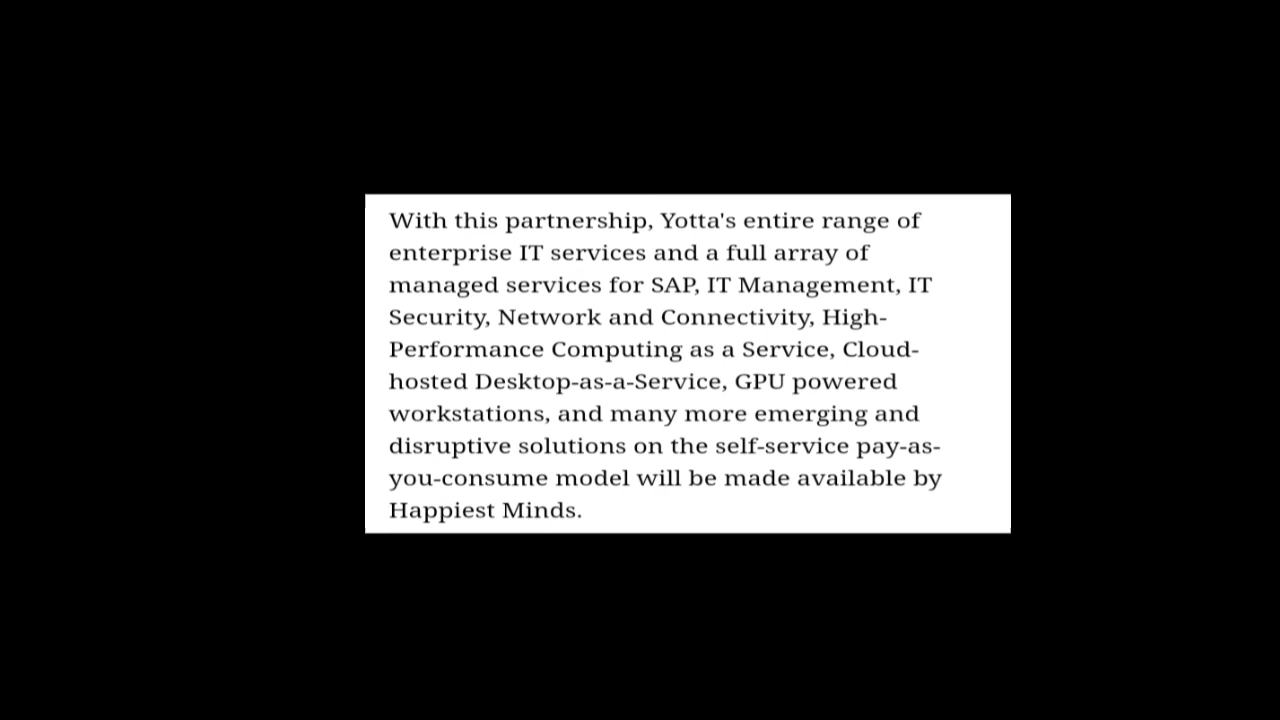 With this partnership, Yotta's entire range of
enterprise IT services and a full array of
managed services for SAP, IT Management, IT
Security, Network and Connectivity, High-
Performance Computing as a Service, Cloud-
hosted Desktop-as-a-Service, GPU powered
workstations, and many more emerging and
disruptive solutions on the self-service pay-as-
you-consume model will be made available by
Happiest Minds.